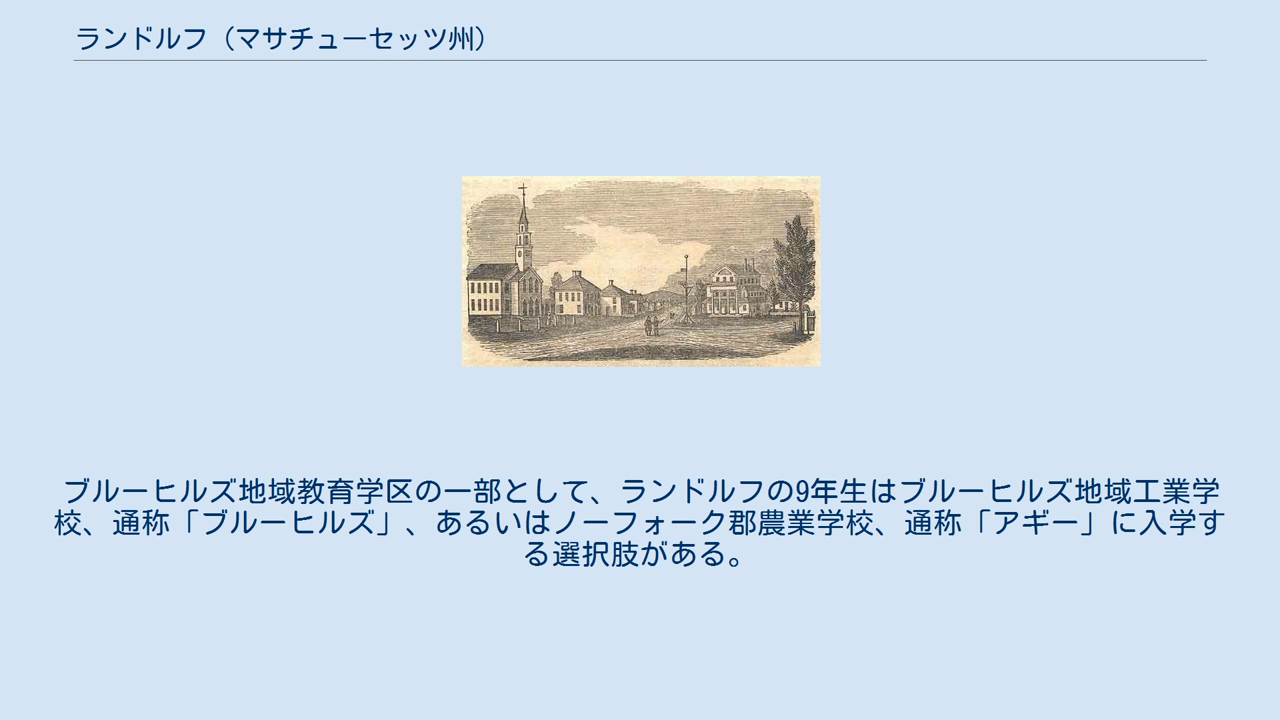 ランドルフ（マサチューセッツ州）
ブルーヒルズ地域教育学区の一部として、ランドルフの9年生はブルーヒルズ地域工業学
校、通称「ブルーヒルズ」、あるいはノーフォーク郡農業学校、通称「アギー」に入学す
る選択肢がある。